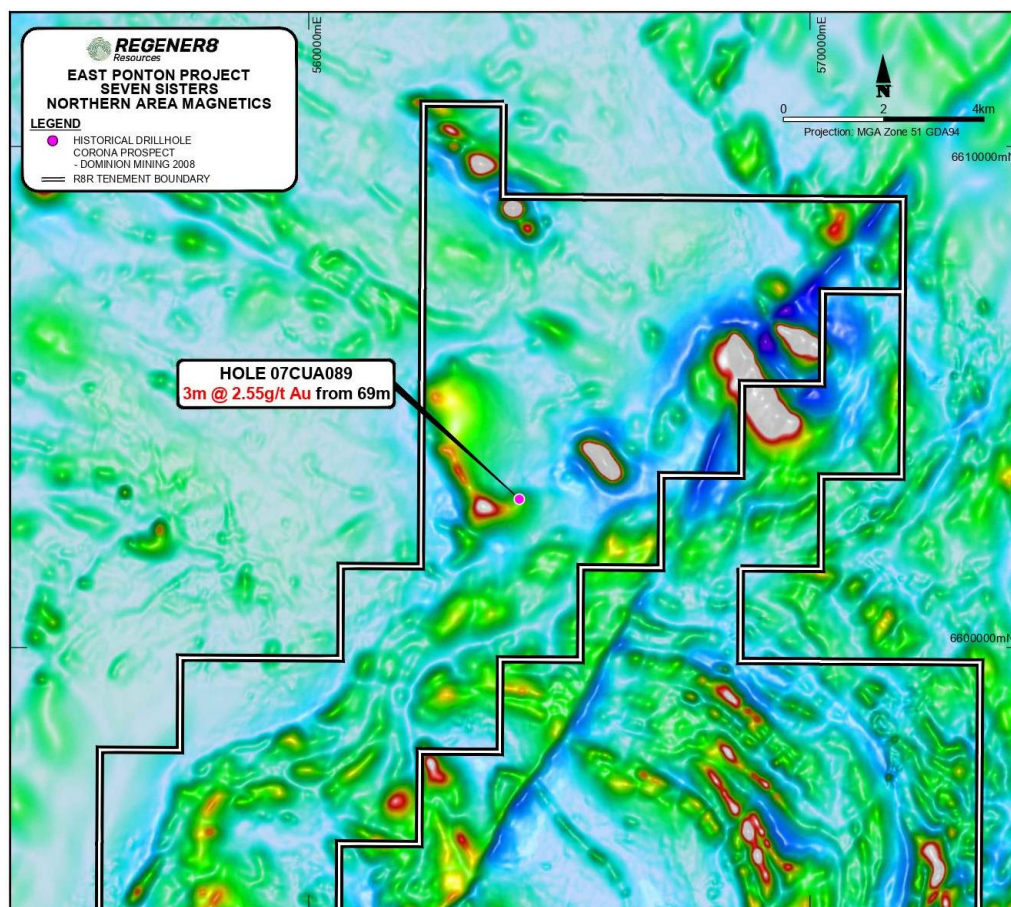 REGENER8
Resources
EAST PONTON PROJECT
SEVEN SISTERS
NORTHERN AREA MAGNETICS
LEGEND
HISTORICAL DRILLHOLE
CORONA PROSPECT
- DOMINION MINING 2008
R8R TENEMENT BOUNDARY
560000mE
570000mE
N
0 2 4km
Projection: MGA Zone 51 GDA94
6610000mN
HOLE 07CUA089
3m @ 2.55g/t Au from 69m
6600000mN